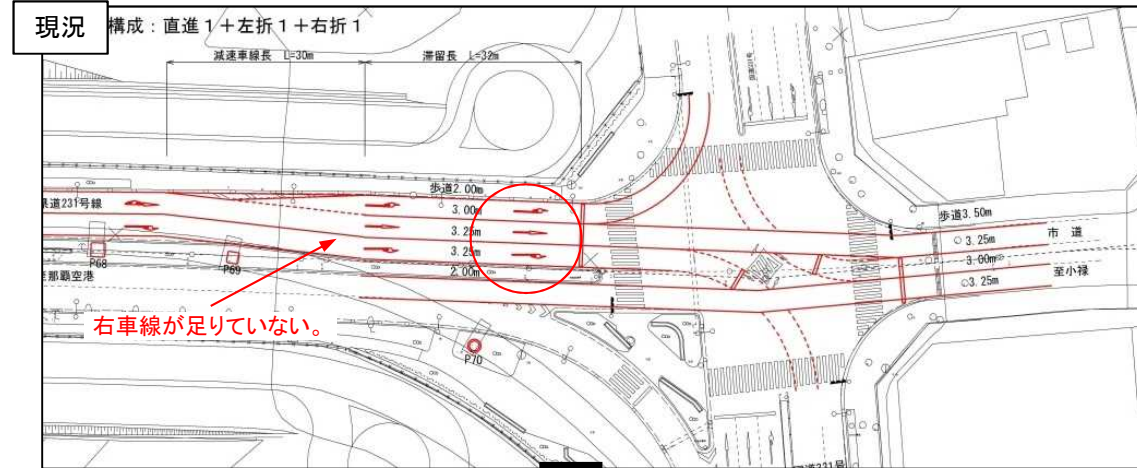 現況
構成：直進１＋左折１＋右折１
減速車線長 L=30m
滞留長 L=32m
歩道2.00m
3.00m
県道231号線
3.25m
3.25m
2.00m
歩道3.50m
3.25m
市 道
3.00m
至小禄
3.25m
P68
P69
至那覇空港
右車線が足りていない。
P70